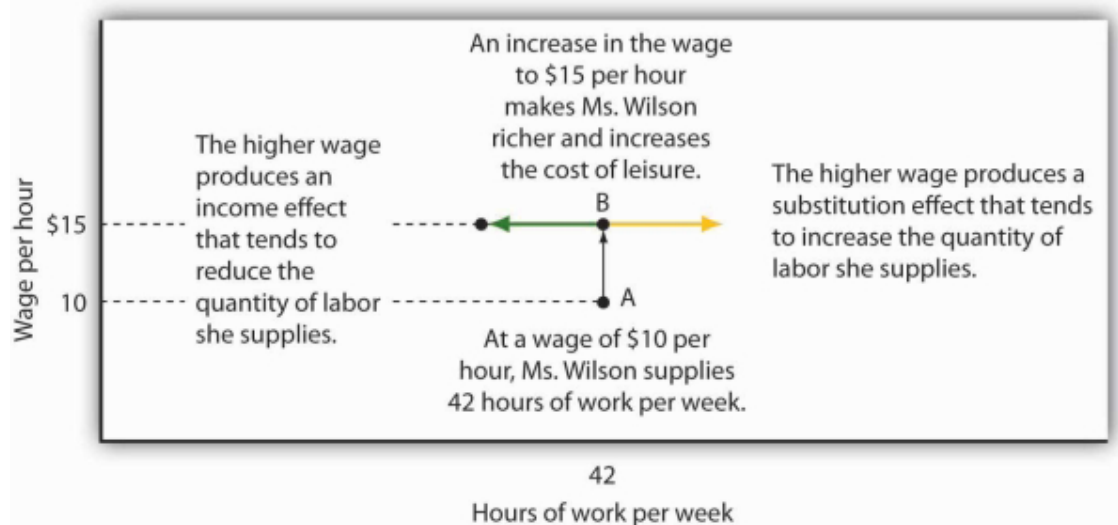 An increase in the wage
to $15 per hour
makes Ms. Wilson
richer and increases
the cost of leisure.
The higher wage
produces an
income effect
that tends to
reduce the
quantity of labor
she supplies.
The higher wage produces a
substitution effect that tends
to increase the quantity of
labor she supplies.
Wage per hour
$15
10
B
A
At a wage of $10 per
hour, Ms. Wilson supplies
42 hours of work per week.
42
Hours of work per week